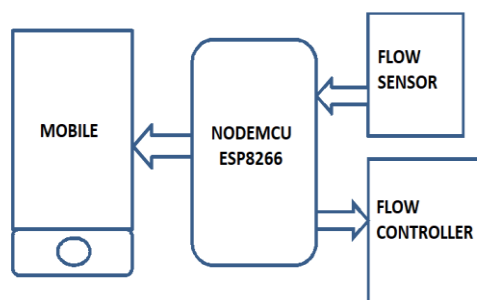 MOBILE
NODEMCU
ESP8266
FLOW
SENSOR
FLOW
CONTROLLER